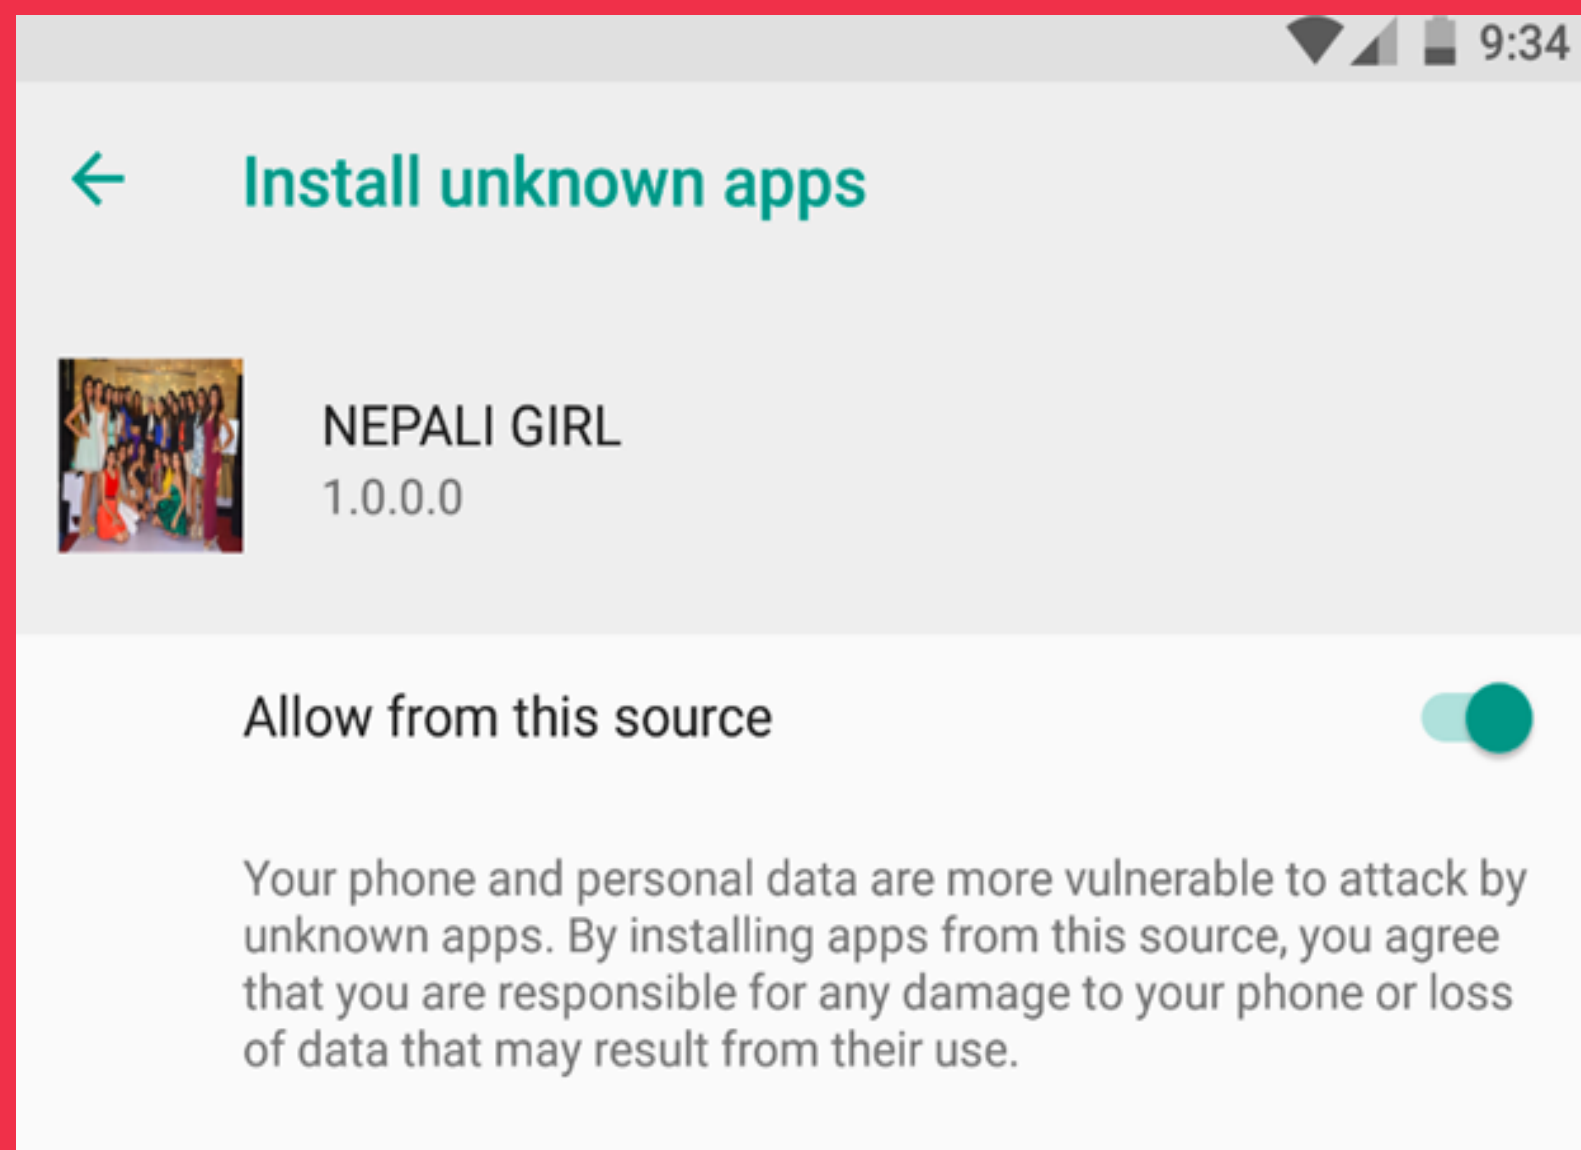 9:34
Install unknown apps
NEPALI GIRL
1.0.0.0
Allow from this source
Your phone and personal data are more vulnerable to attack by
unknown apps. By installing apps from this source, you agree
that you are responsible for any damage to your phone or loss
of data that may result from their use.